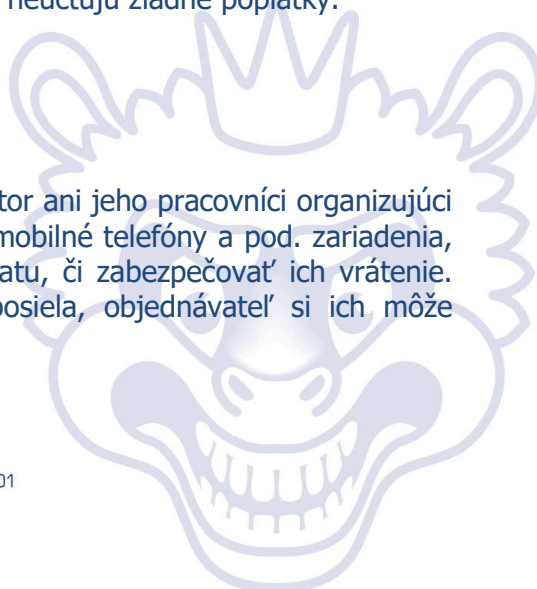 neúčtujú žiadne poplatky.
tor ani jeho pracovníci organizujúci
mobilné telefóny a pod. zariadenia,
atu, či zabezpečovať ich vrátenie.
posiela, objednávateľ si ich môže
01